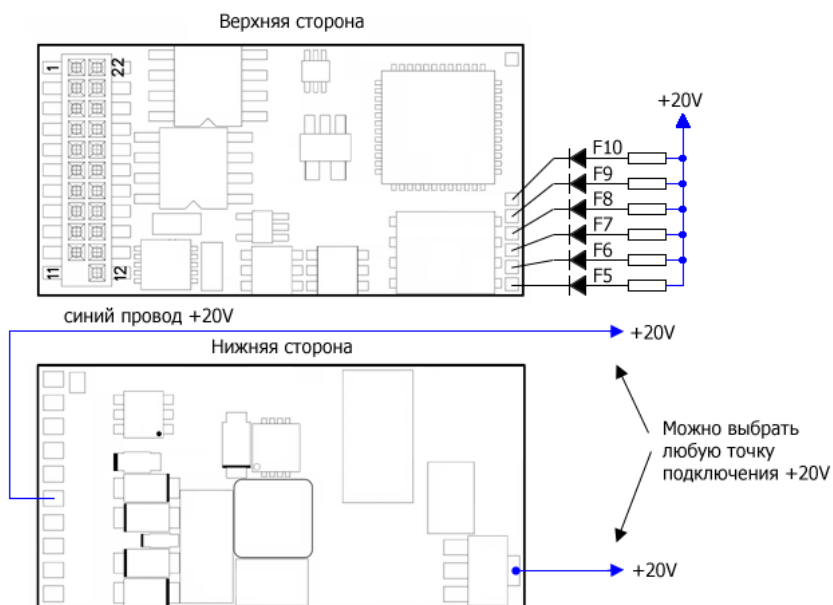 Верхняя сторона
1
22
11
12
+20V
F10
F9
F8
F7
F6
F5
синий провод +20V
+20V
Нижняя сторона
Можно выбрать
любую точку
подключения +20V
+20V